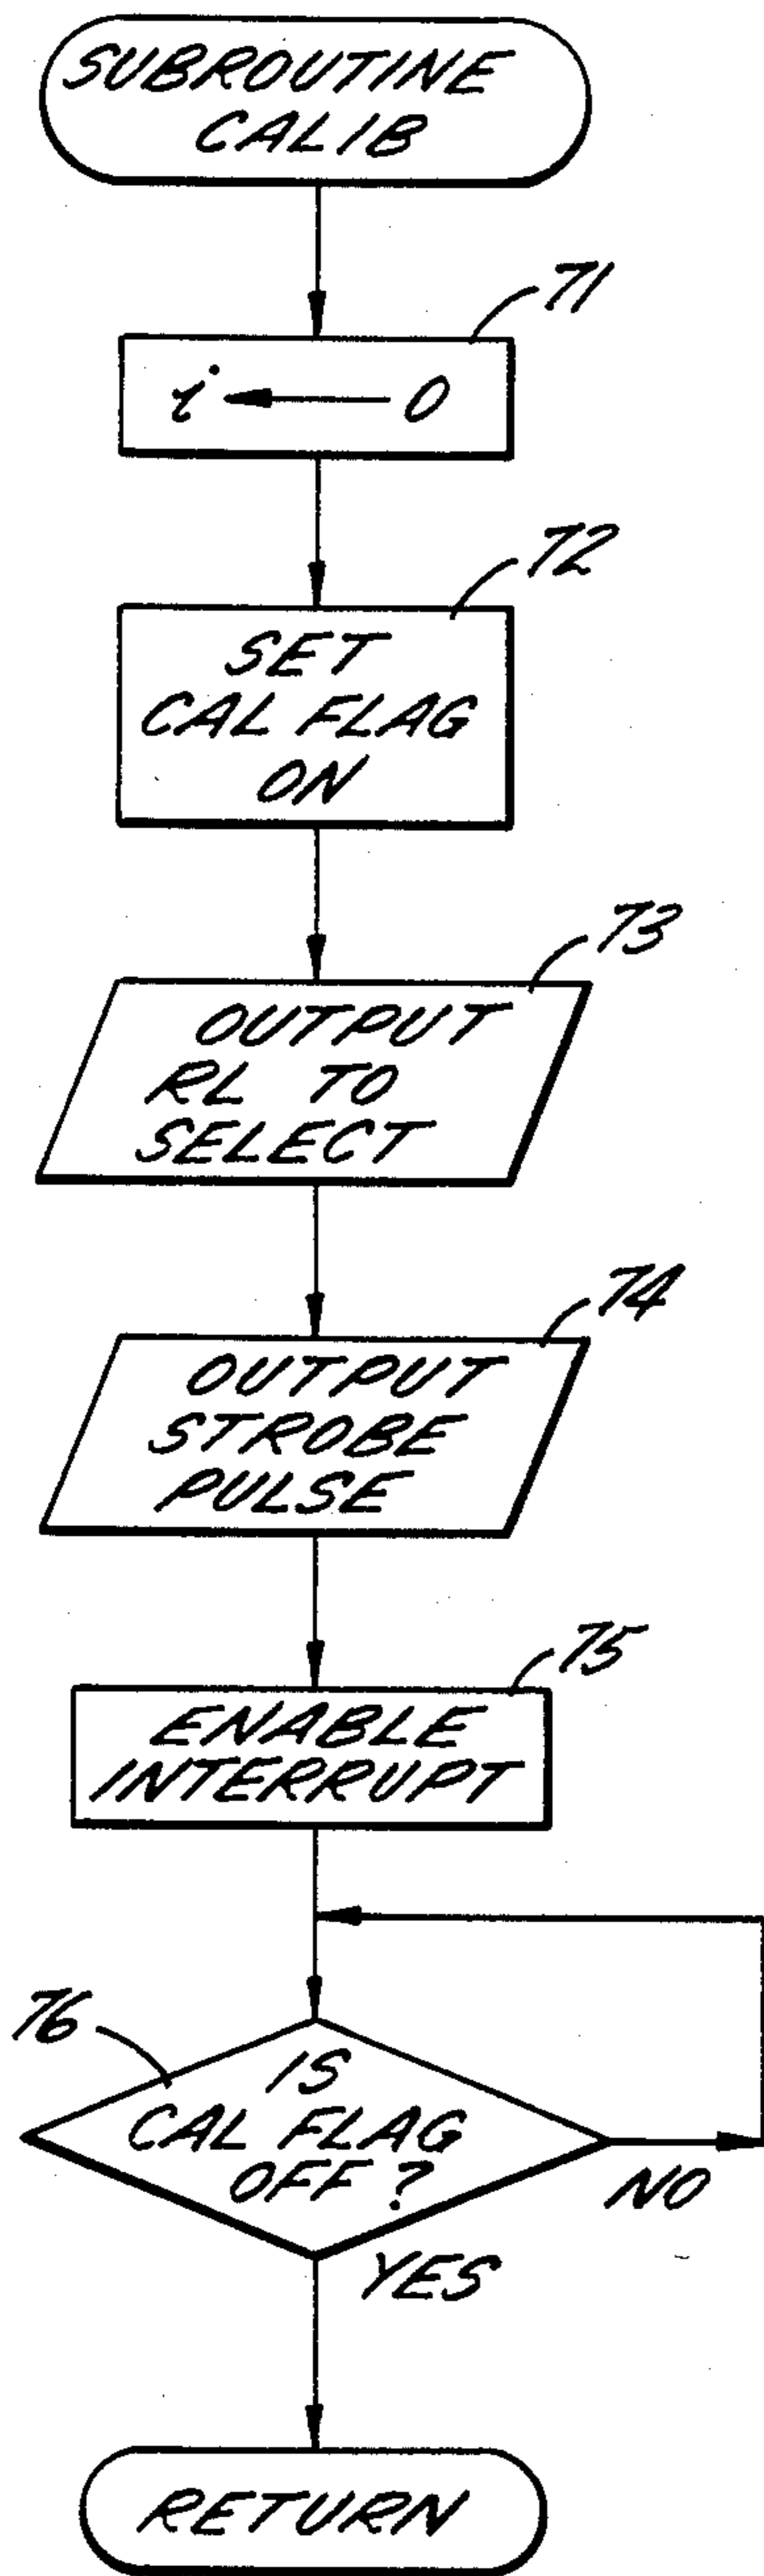 SUBROUTINE
CALIB
71
i ← 0
72
SET
CAL FLAG
ON
73
OUTPUT
RL TO
SELECT
74
OUTPUT
STROBE
PULSE
75
ENABLE
INTERRUPT
76
IS
CAL FLAG
OFF?
NO
YES
RETURN